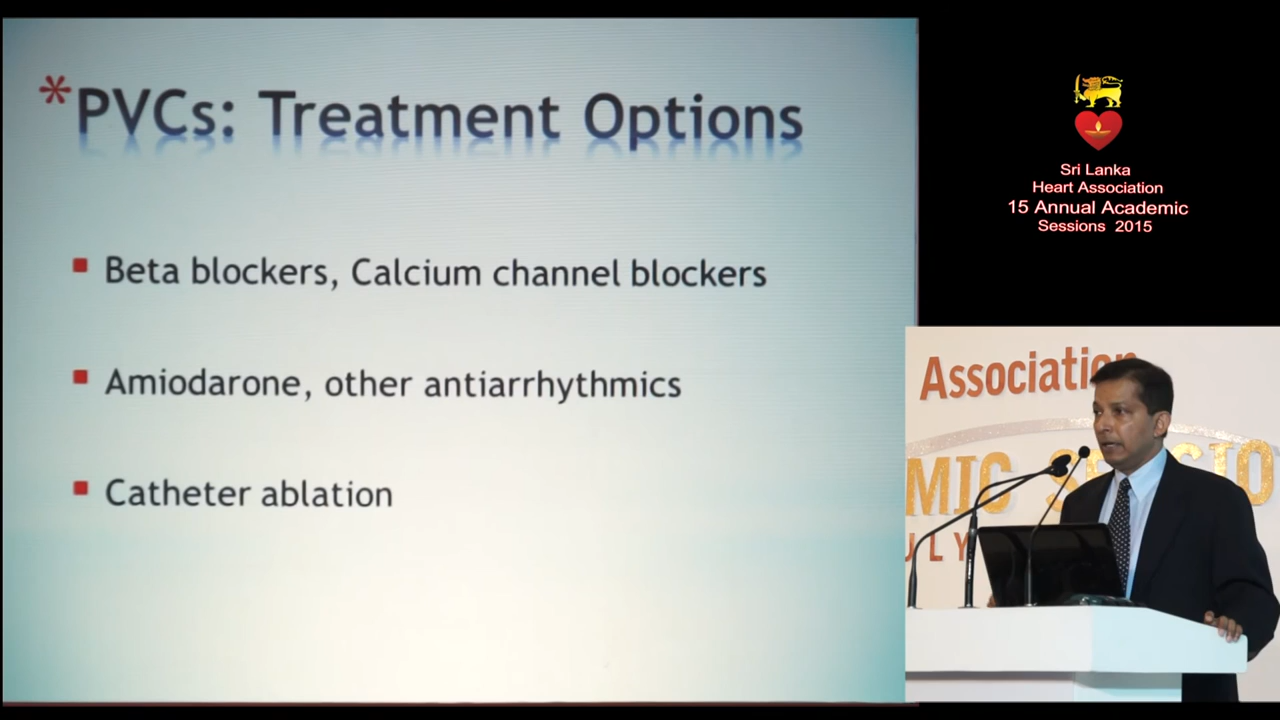 *PVCs: Treatment Options
Beta blockers, Calcium channel blockers
Amiodarone, other antiarrhythmics
Catheter ablation
Sri Lanka
Heart Association
15 Annual Academic
Sessions 2015
Association